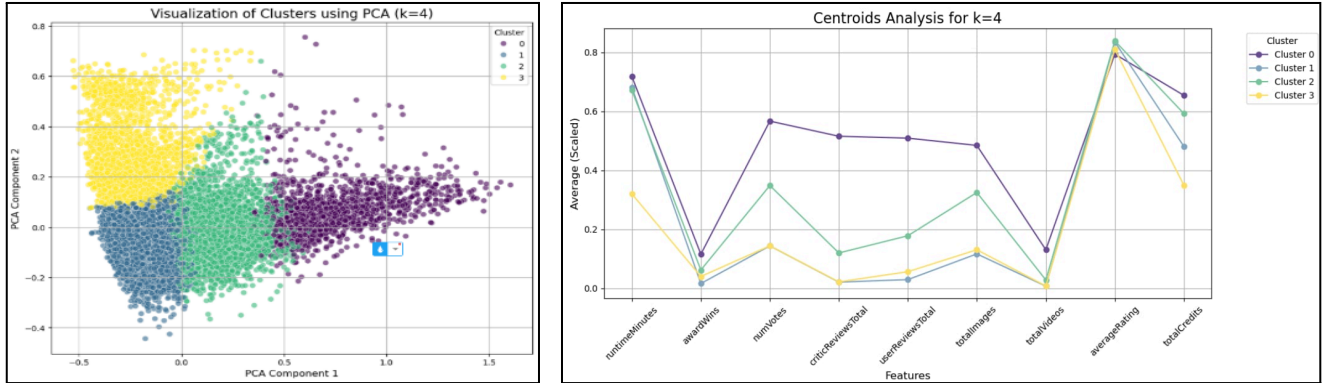 Visualization of Clusters using PCA (k=4)
Cluster
0
1
2
3
PCA Component 2
0.8
0.6
0.4
0.2
0.0
−0.2
−0.4
−0.5
0.0
0.5
1.0
1.5
PCA Component 1
Centroids Analysis for k=4
Cluster
Cluster 0
Cluster 1
Cluster 2
Cluster 3
Average (Scaled)
0.8
0.6
0.4
0.2
0.0
runtimeMinutes
awardWins
numVotes
criticReviewsTotal
userReviewsTotal
totalImages
totalVideos
averageRating
totalCredits
Features